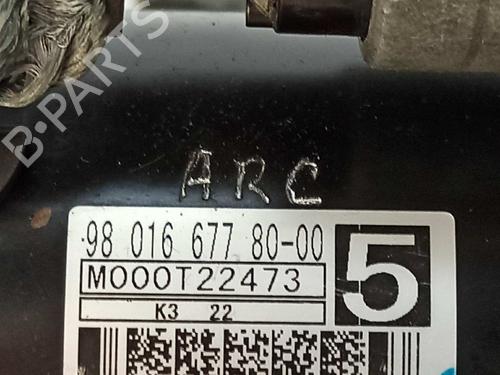 B-PARTS
ARC
98 016 677 80-00
5
M000T22473
K3 22